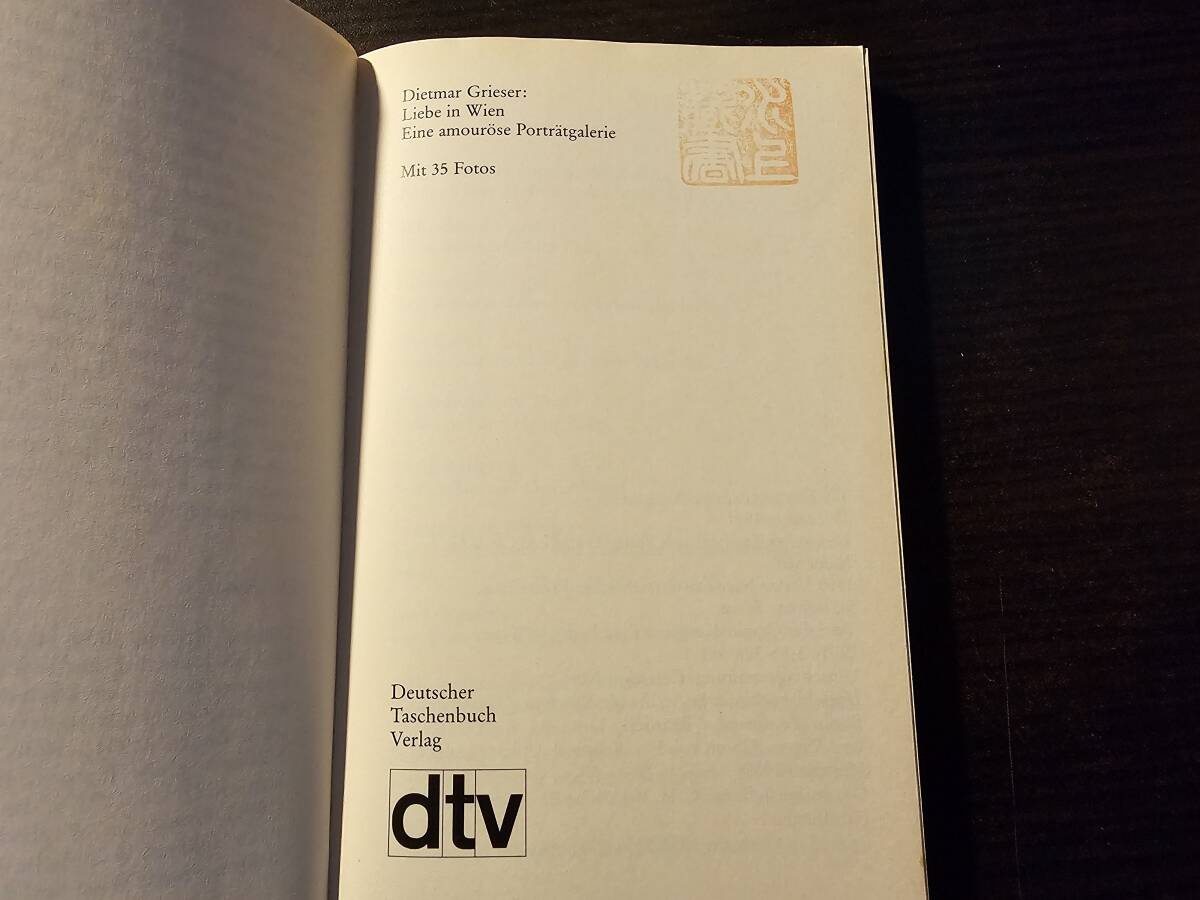 Dietmar Grieser:
Liebe in Wien
Eine amouröse Porträtgalerie
Mit 35 Fotos
Deutscher
Taschenbuch
Verlag
dtv